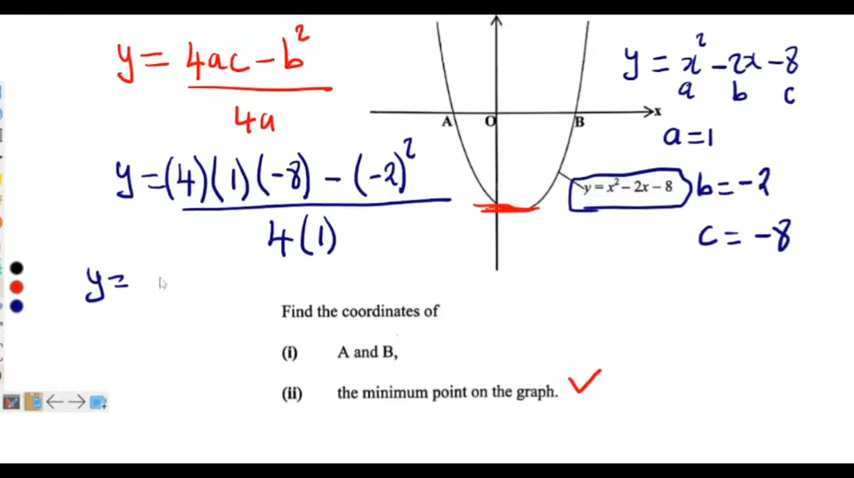 y = 4ac - b²
4a
y = x² - 2x - 8
a b c
A O B x
a = 1
y = (4)(1)(-8) - (-2)²
4(1)
y = x² - 2x - 8
b = -2
c = -8
y =
Find the coordinates of
(i) A and B,
(ii) the minimum point on the graph.